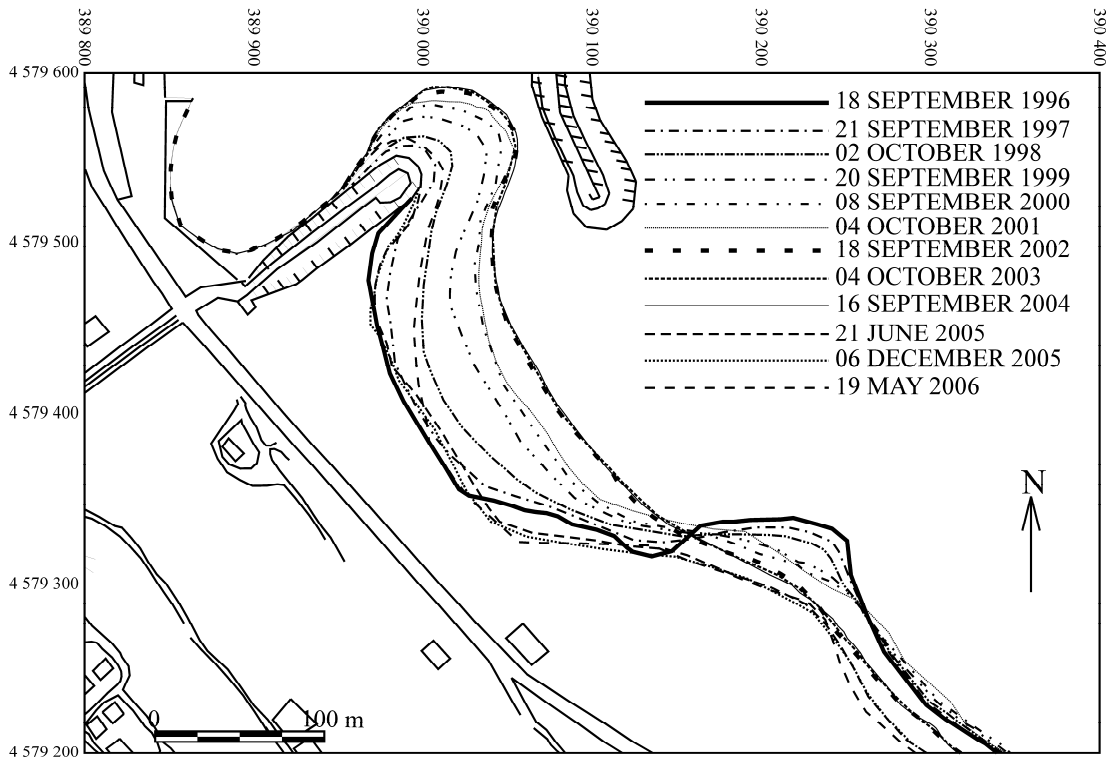 389 800
389 900
390 000
390 100
390 200
390 300
390 400
4 579 600
4 579 500
4 579 400
4 579 300
4 579 200
18 SEPTEMBER 1996
21 SEPTEMBER 1997
02 OCTOBER 1998
20 SEPTEMBER 1999
08 SEPTEMBER 2000
04 OCTOBER 2001
18 SEPTEMBER 2002
04 OCTOBER 2003
16 SEPTEMBER 2004
21 JUNE 2005
06 DECEMBER 2005
19 MAY 2006
N
0 100 m